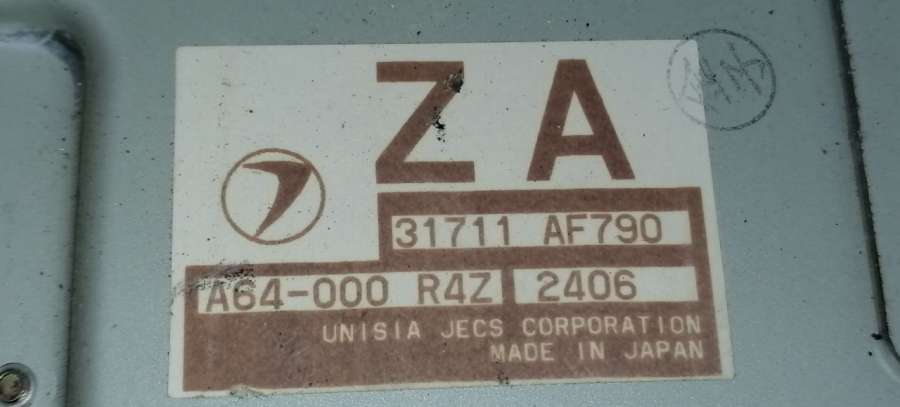 ZA
31711 AF790
A64-000 R4Z 2406
UNISIA JECS CORPORATION
MADE IN JAPAN